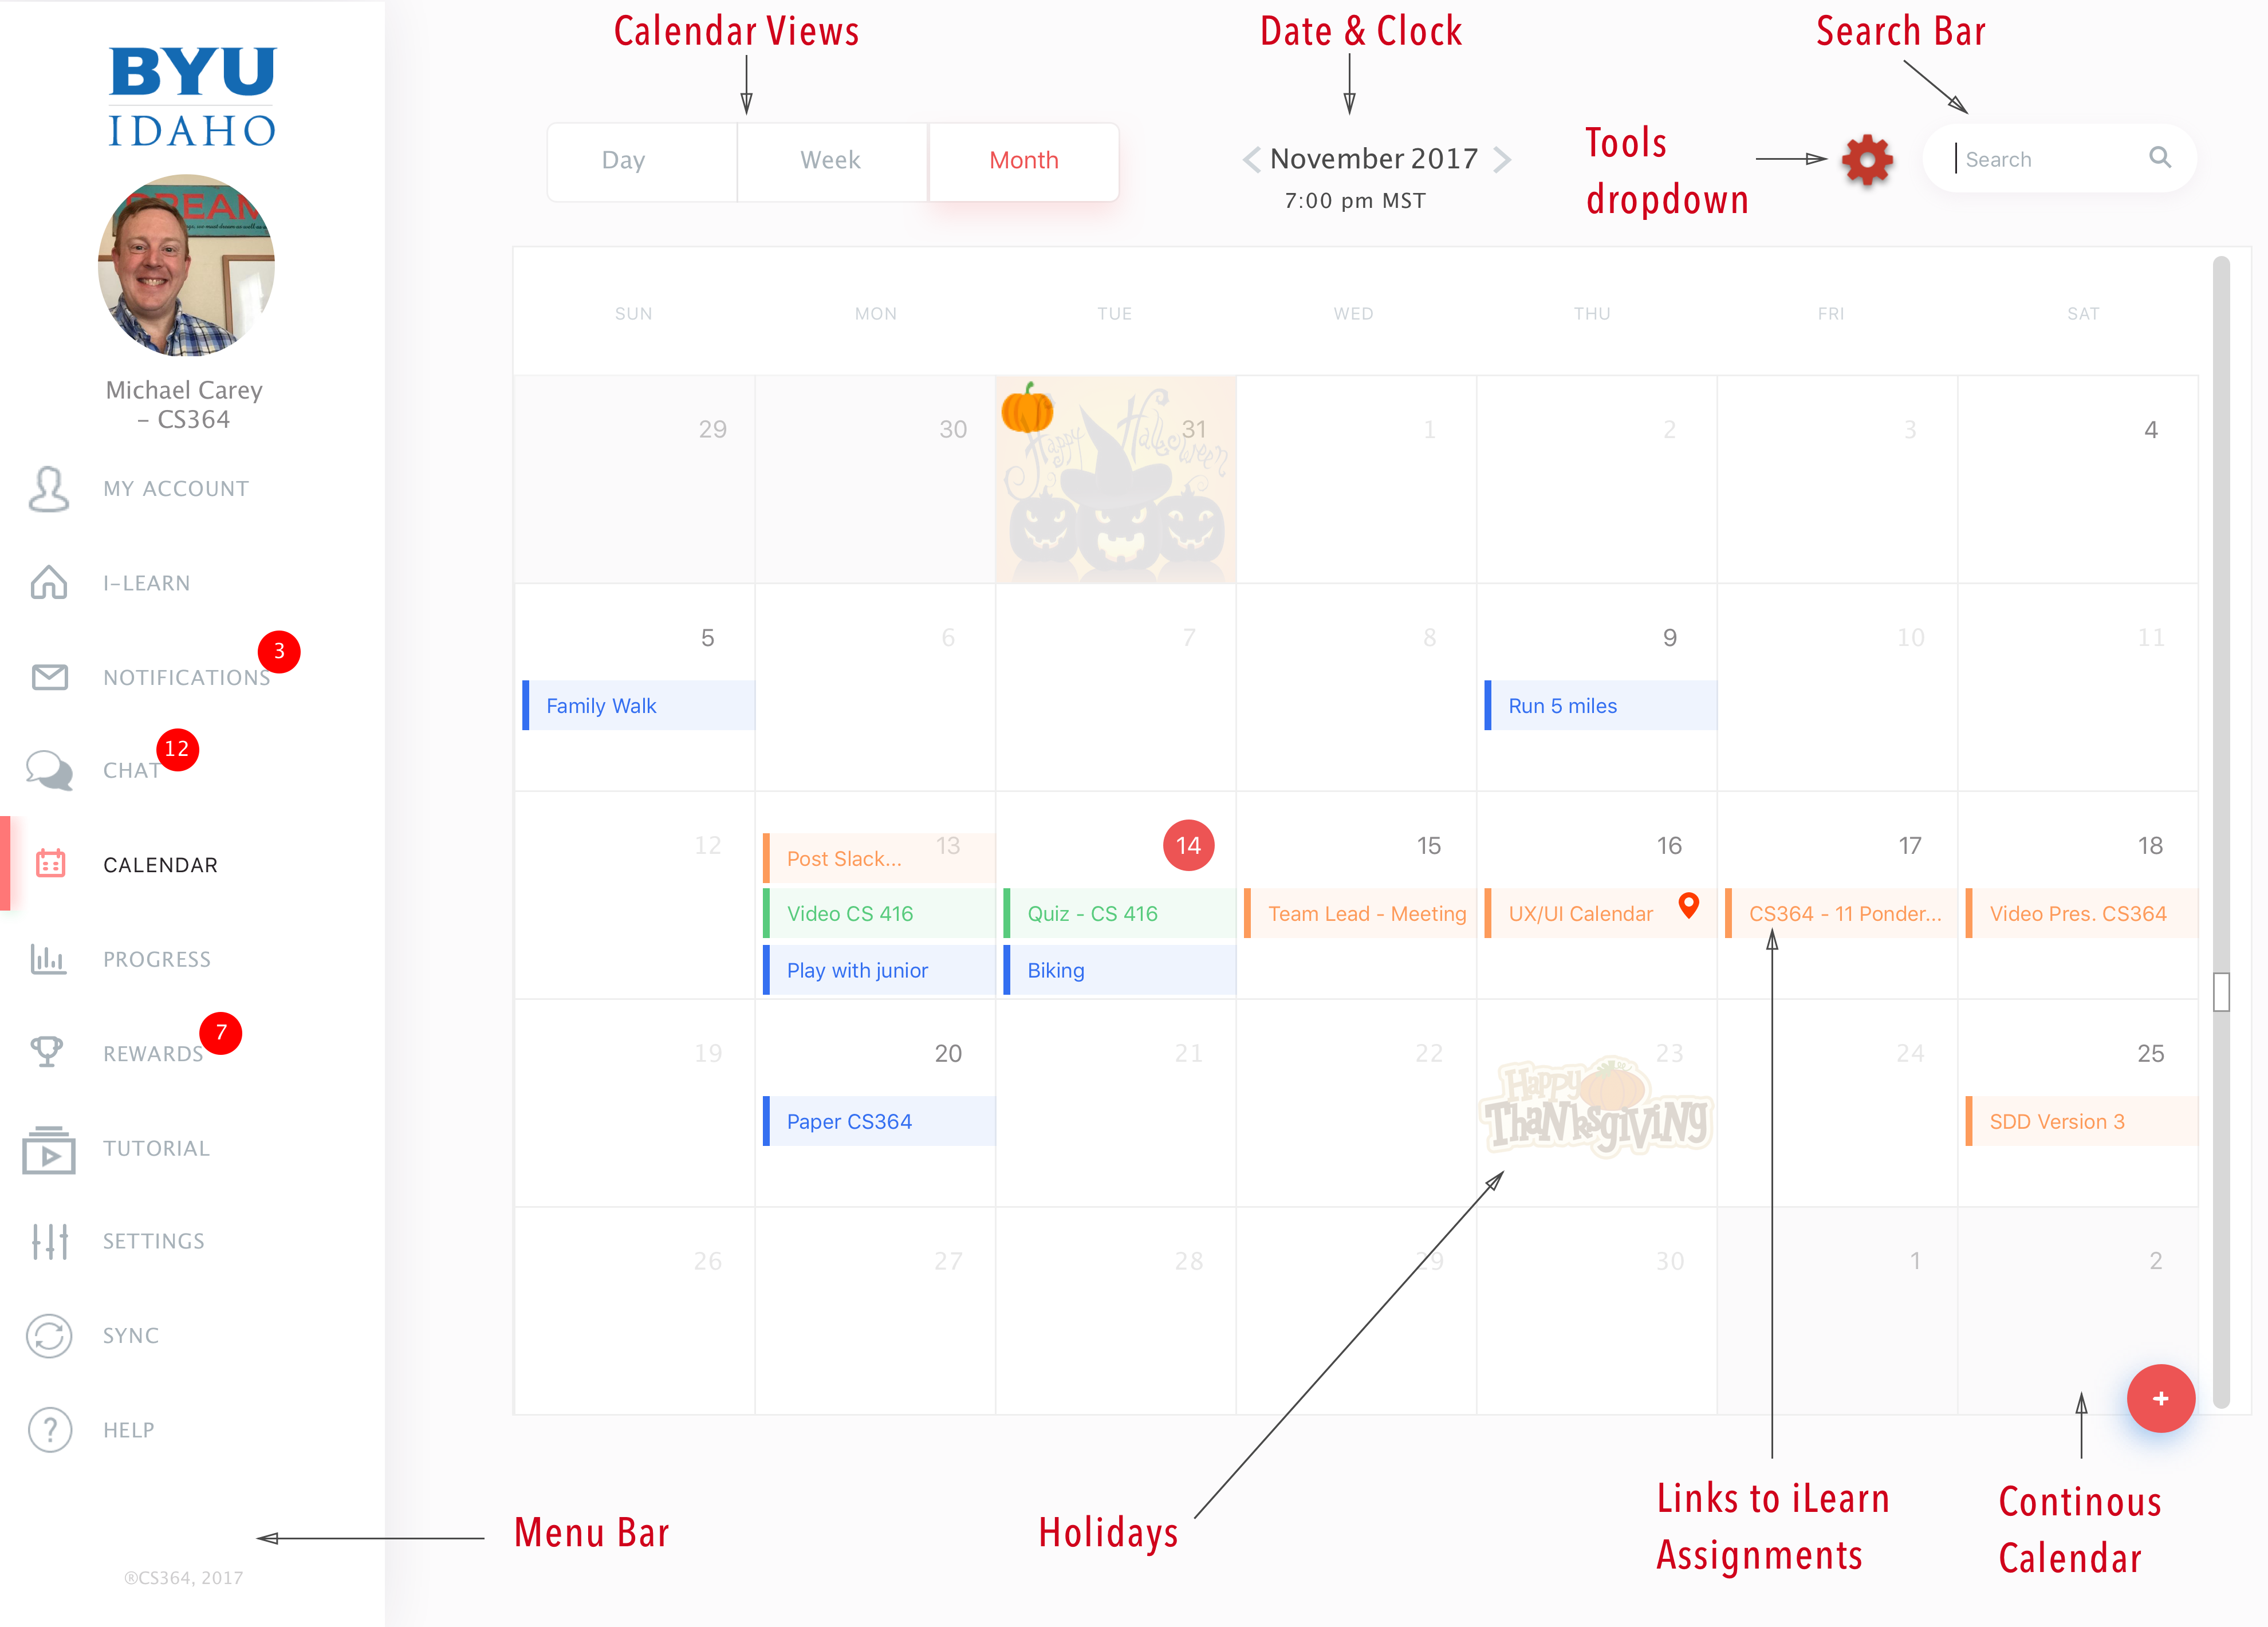 Calendar Views
Date & Clock
Search Bar
BYU
IDAHO
DREAM
Michael Carey
- CS364
MY ACCOUNT
I-LEARN
NOTIFICATIONS
3
CHAT
12
CALENDAR
PROGRESS
REWARDS
7
TUTORIAL
SETTINGS
SYNC
HELP
®CS364, 2017
Day
Week
Month
November 2017
7:00 pm MST
Tools
dropdown
Search
SUN MON TUE WED THU FRI SAT
29 30 31 1 2 3 4
Happy Halloween
5 6 7 8 9 10 11
Family Walk
Run 5 miles
12 13 14 15 16 17 18
Post Slack...
Video CS 416
Play with junior
Quiz - CS 416
Biking
Team Lead - Meeting
UX/UI Calendar
CS364 - 11 Ponder...
Video Pres. CS364
19 20 21 22 23 24 25
Paper CS364
Happy
Thanksgiving
SDD Version 3
26 27 28 29 30 1 2
+
Menu Bar
Holidays
Links to iLearn
Assignments
Continous
Calendar